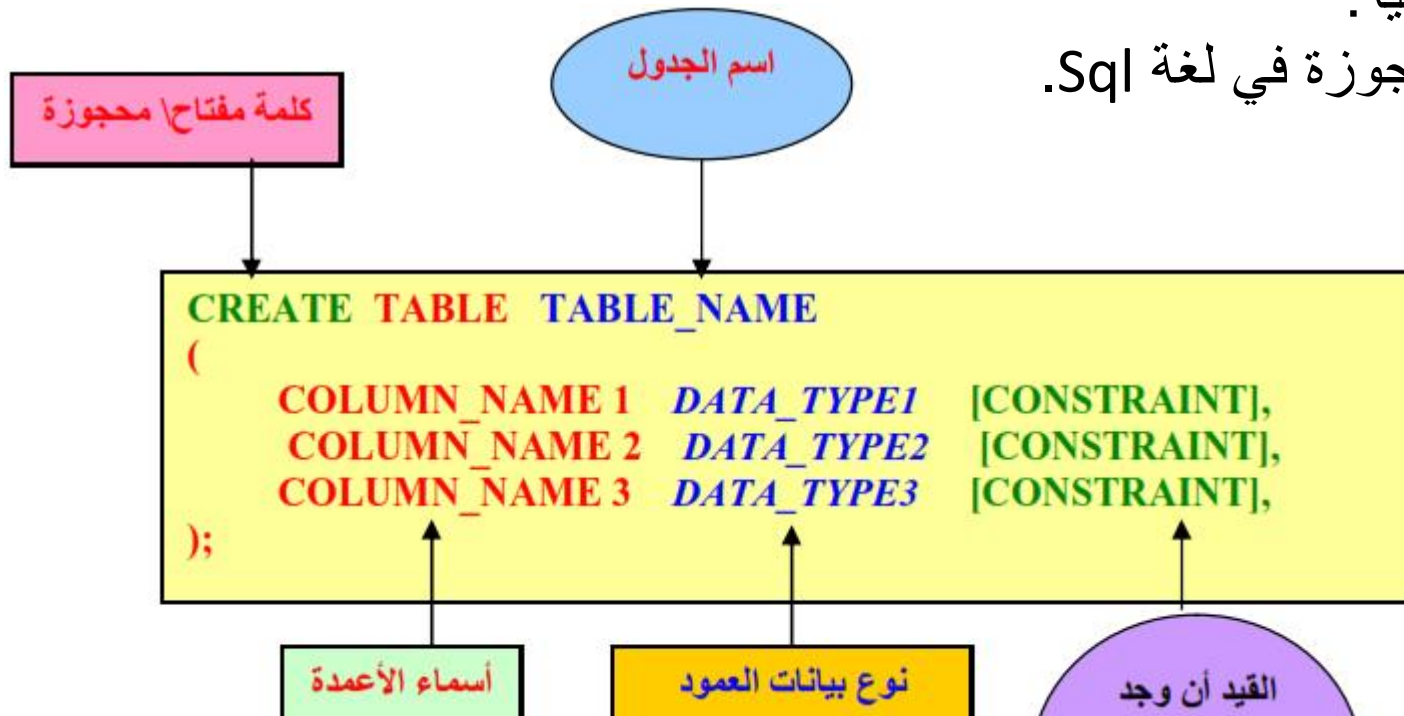 جوزة في لغة Sql.
اسم الجدول
كلمة مفتاح\ محجوزة
CREATE TABLE TABLE_NAME
(
COLUMN_NAME 1 DATA_TYPE1 [CONSTRAINT],
COLUMN_NAME 2 DATA_TYPE2 [CONSTRAINT],
COLUMN_NAME 3 DATA_TYPE3 [CONSTRAINT],
);
أسماء الأعمدة
نوع بيانات العمود
القيد أن وجد